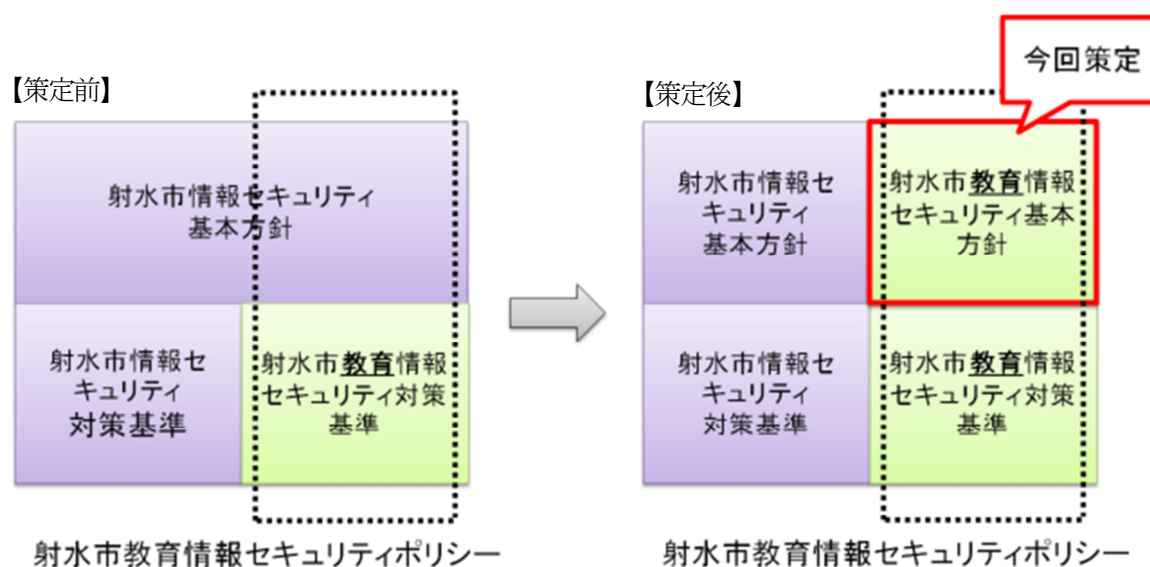 今回策定
【策定前】
【策定後】
射水市情報セキュリティ
基本方針
射水市情報セ
キュリティ
対策基準
射水市教育情報
セキュリティ対策
基準
射水市情報セ
キュリティ
基本方針
射水市教育情報
セキュリティ基本
方針
射水市情報セ
キュリティ
対策基準
射水市教育情報
セキュリティ対策
基準
射水市教育情報セキュリティポリシー
射水市教育情報セキュリティポリシー